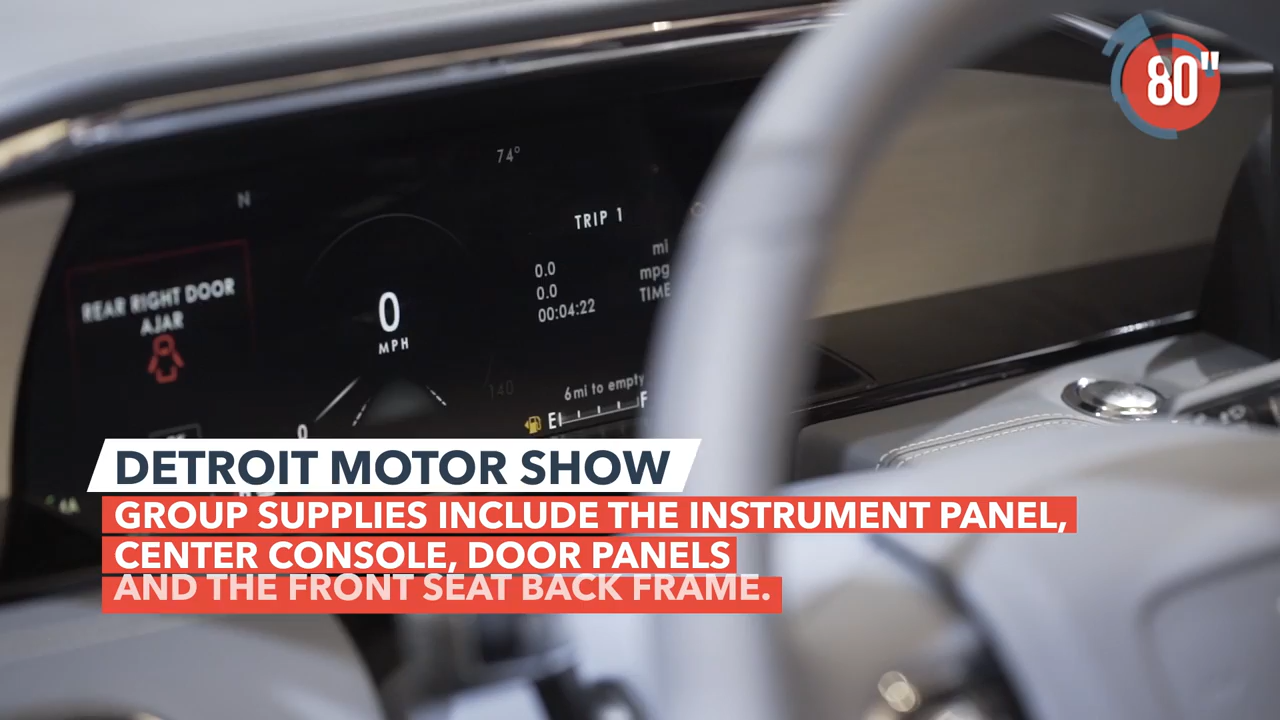 80"
74°
N
TRIP 1
0.0 mi
0.0 mpg
00:04:22 TIME
REAR RIGHT DOOR
AJAR
0
MPH
140
6 mi to empty
E F
0
DETROIT MOTOR SHOW
GROUP SUPPLIES INCLUDE THE INSTRUMENT PANEL,
CENTER CONSOLE, DOOR PANELS
AND THE FRONT SEAT BACK FRAME.